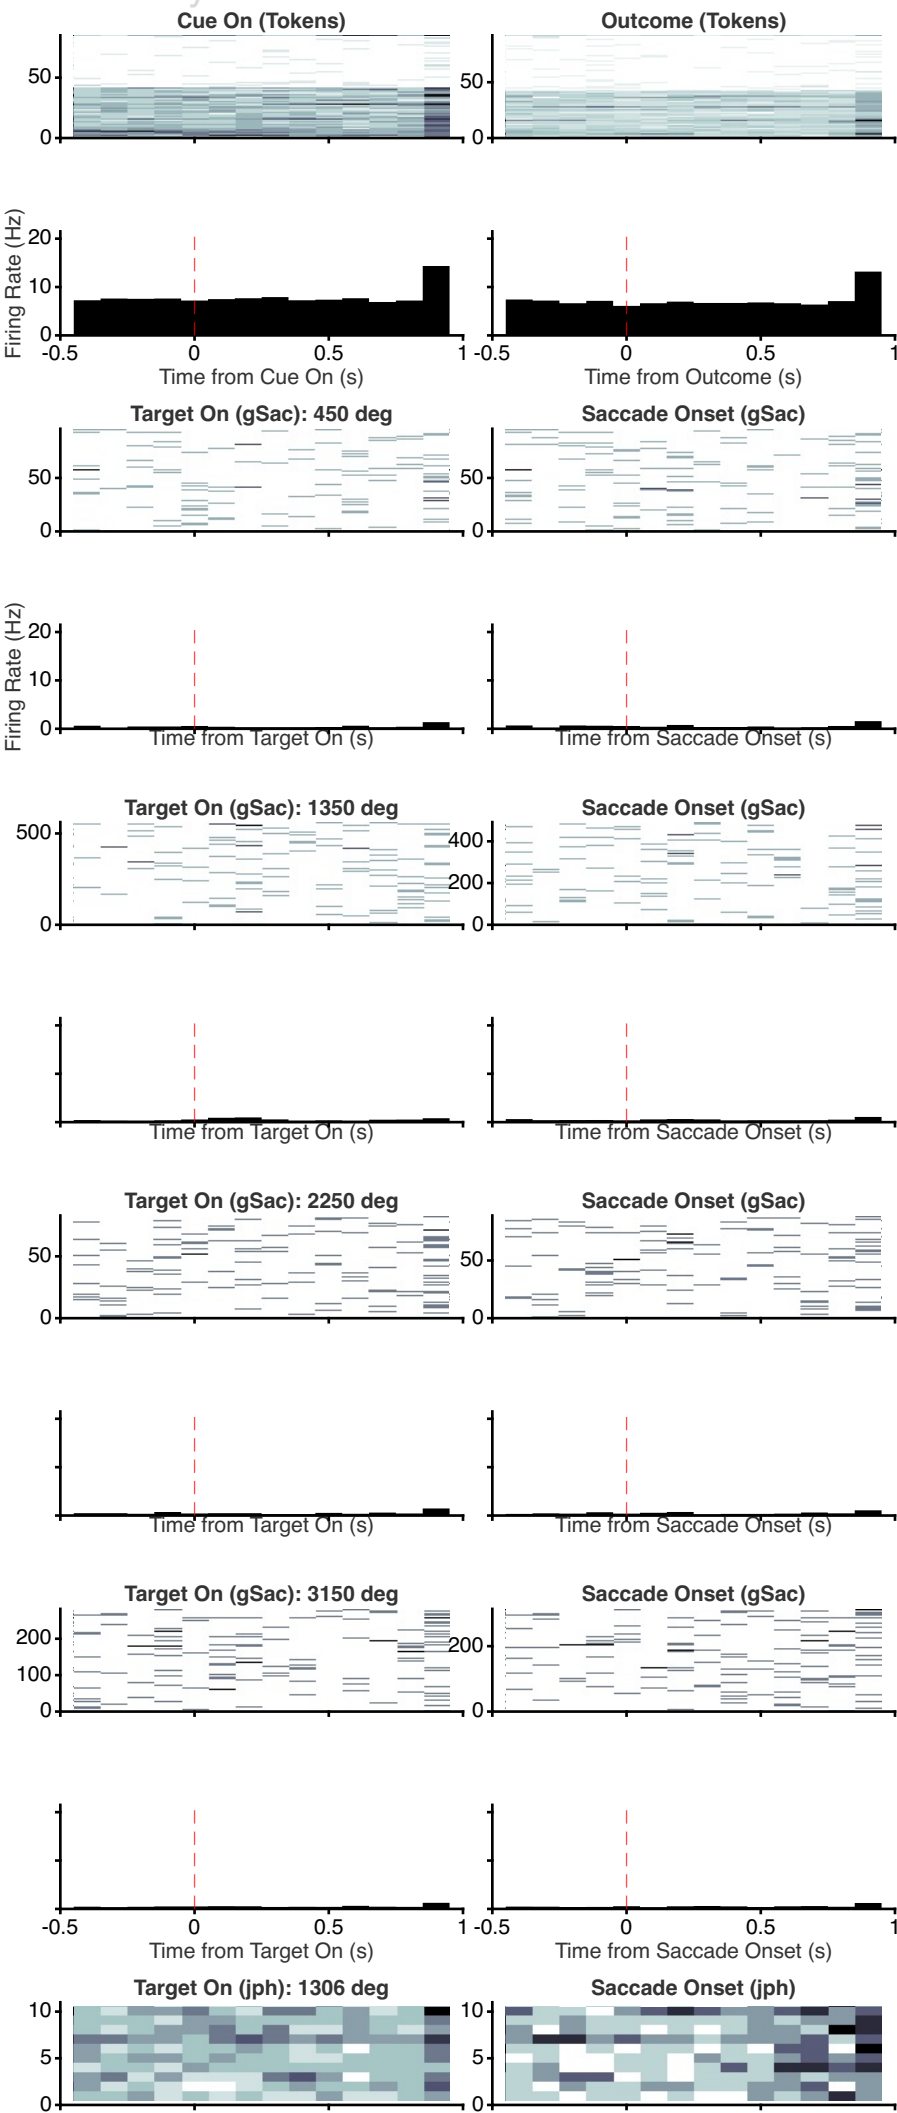 Cue On (Tokens) Outcome (Tokens)
50 50
0 0
Firing Rate (Hz)
20
10
0
-0.5 0 0.5 1 -0.5 0 0.5 1
Time from Cue On (s) Time from Outcome (s)
Target On (gSac): 450 deg Saccade Onset (gSac)
50 50
0 0
Firing Rate (Hz)
20
10
0
Time from Target On (s) Time from Saccade Onset (s)
Target On (gSac): 1350 deg Saccade Onset (gSac)
500 400
200
0 0
Time from Target On (s) Time from Saccade Onset (s)
Target On (gSac): 2250 deg Saccade Onset (gSac)
50 50
0 0
Time from Target On (s) Time from Saccade Onset (s)
Target On (gSac): 3150 deg Saccade Onset (gSac)
200 200
100
0 0
-0.5 0 0.5 1 -0.5 0 0.5 1
Time from Target On (s) Time from Saccade Onset (s)
Target On (jph): 1306 deg Saccade Onset (jph)
10 10
5 5
0 0